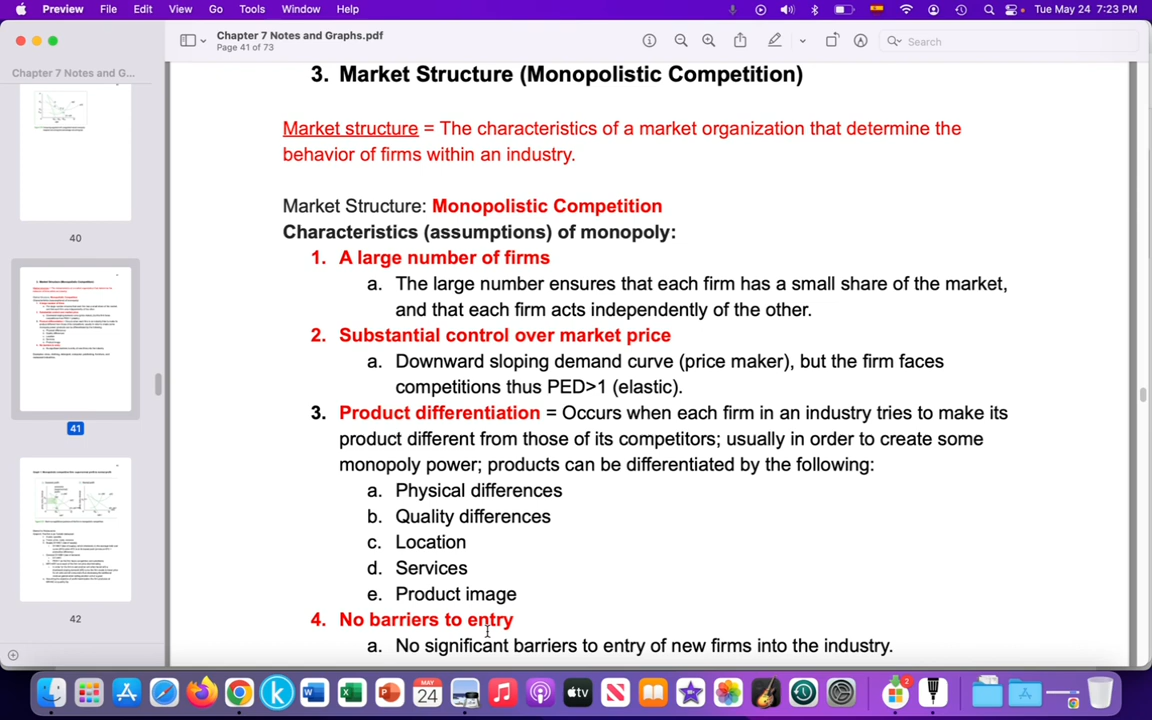 Preview File Edit View Go Tools Window Help
Tue May 24 7:23 PM
Chapter 7 Notes and Graphs.pdf
Page 41 of 73
Search
Chapter 7 Notes and G...
40
41
42
3. Market Structure (Monopolistic Competition)
Market structure = The characteristics of a market organization that determine the
behavior of firms within an industry.
Market Structure: Monopolistic Competition
Characteristics (assumptions) of monopoly:
1. A large number of firms
a. The large number ensures that each firm has a small share of the market,
and that each firm acts independently of the other.
2. Substantial control over market price
a. Downward sloping demand curve (price maker), but the firm faces
competitions thus PED>1 (elastic).
3. Product differentiation = Occurs when each firm in an industry tries to make its
product different from those of its competitors; usually in order to create some
monopoly power; products can be differentiated by the following:
a. Physical differences
b. Quality differences
c. Location
d. Services
e. Product image
4. No barriers to entry
a. No significant barriers to entry of new firms into the industry.
MAY
24
tv
2